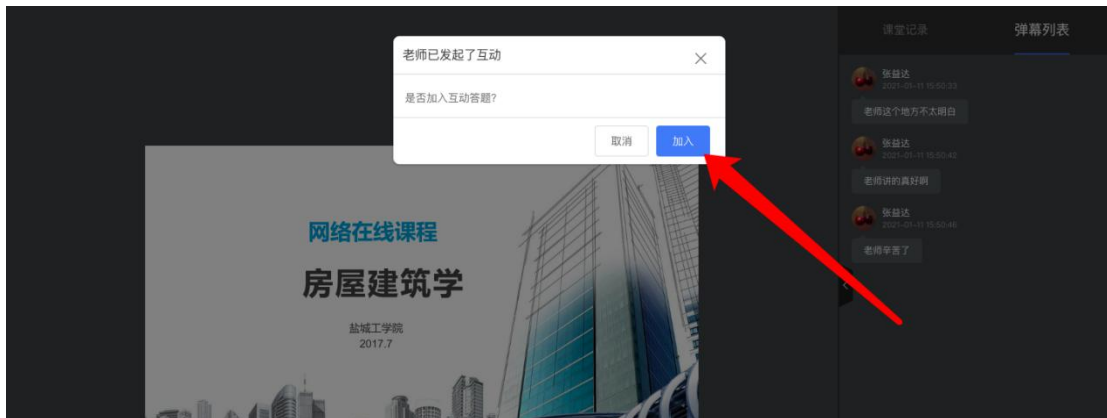 老师已发起了互动
是否加入互动答题?
取消
加入
网络在线课程
房屋建筑学
盐城工学院
2017.7
课堂记录
弹幕列表
张益达
2021-01-11 15:50:33
老师这个地方不太明白
张益达
2021-01-11 15:50:42
老师讲的真好啊
张益达
2021-01-11 15:50:46
老师辛苦了